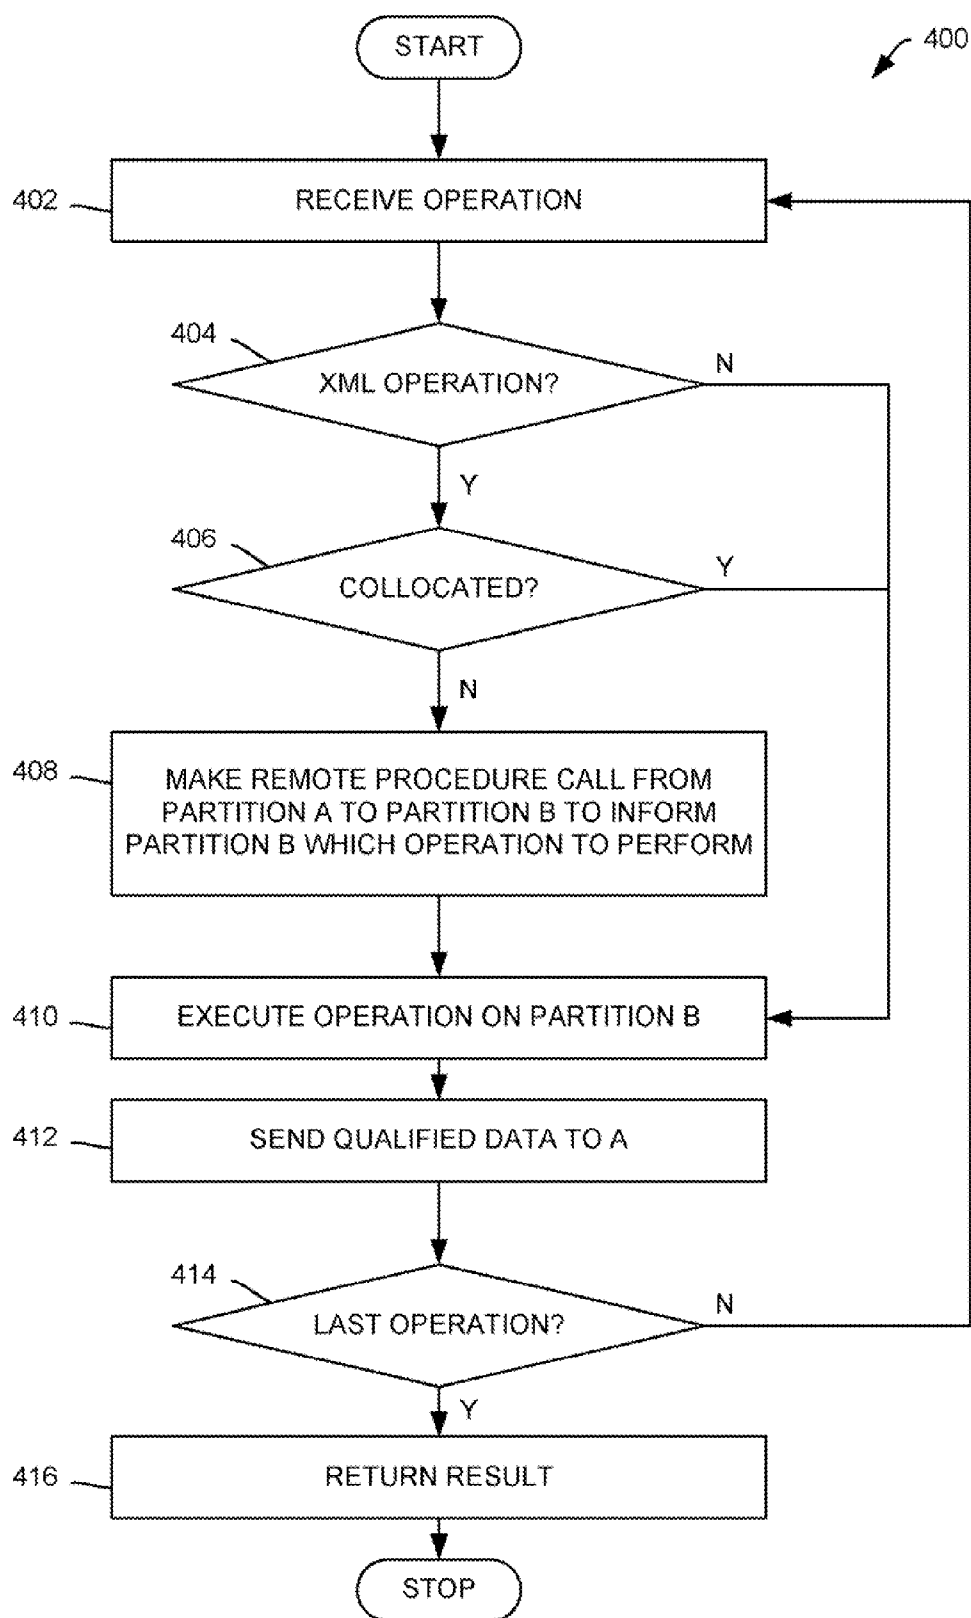 START
400
402
RECEIVE OPERATION
404
XML OPERATION?
N
Y
406
COLLOCATED?
Y
N
408
MAKE REMOTE PROCEDURE CALL FROM
PARTITION A TO PARTITION B TO INFORM
PARTITION B WHICH OPERATION TO PERFORM
410
EXECUTE OPERATION ON PARTITION B
412
SEND QUALIFIED DATA TO A
414
LAST OPERATION?
N
Y
416
RETURN RESULT
STOP